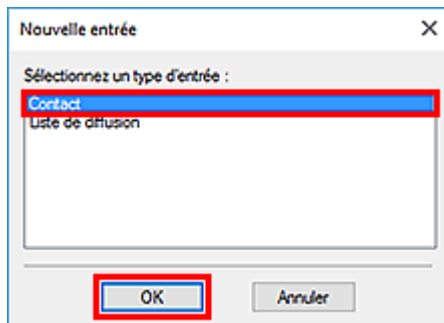 Nouvelle entrée
Sélectionnez un type d'entrée :
Contact
Liste de diffusion
OK
Annuler